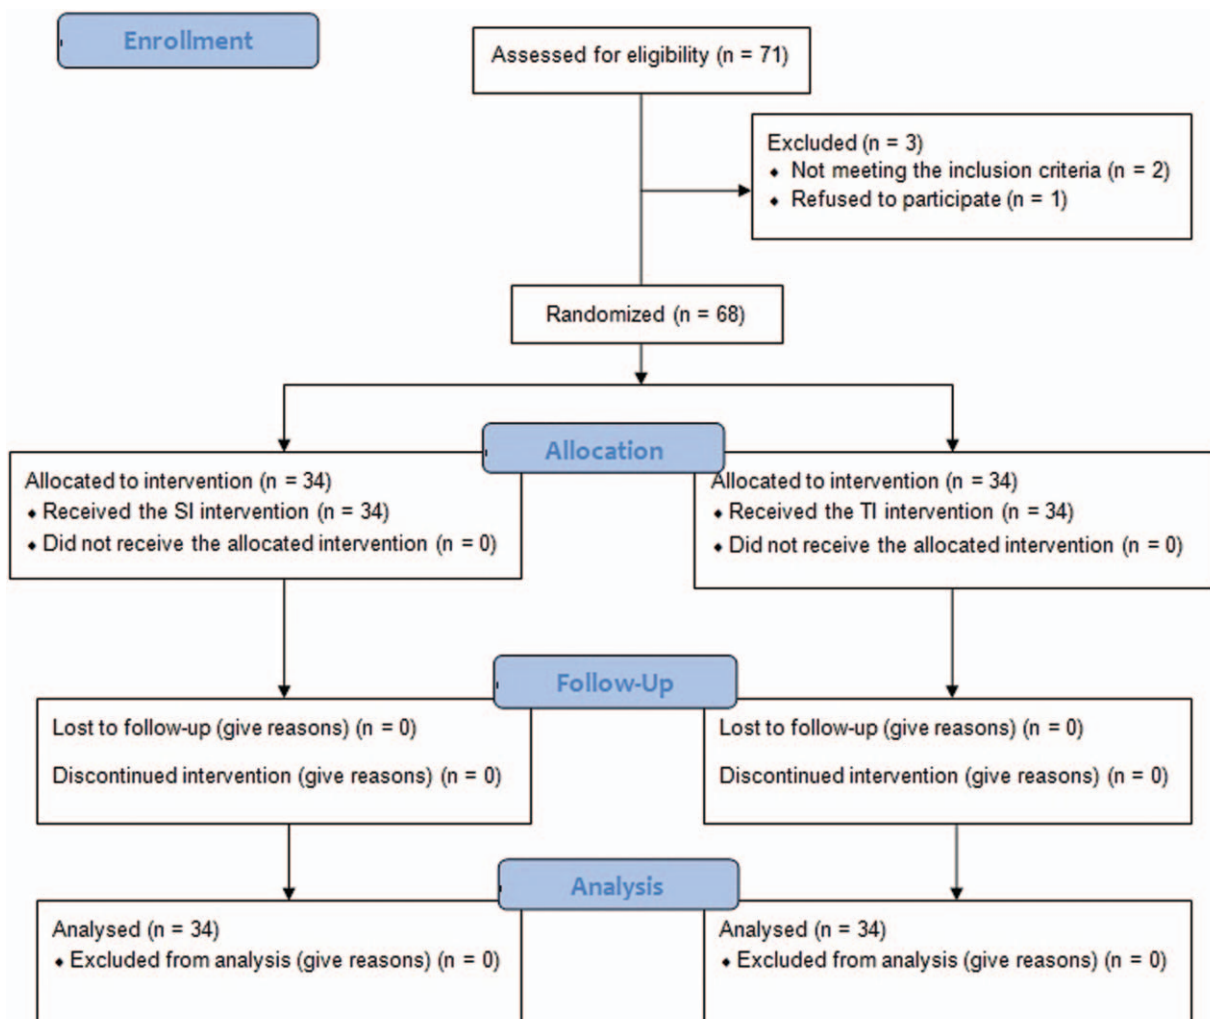 Enrollment
Assessed for eligibility (n = 71)
Excluded (n = 3)
⬥ Not meeting the inclusion criteria (n = 2)
⬥ Refused to participate (n = 1)
Randomized (n = 68)
Allocation
Allocated to intervention (n = 34)
⬥ Received the SI intervention (n = 34)
⬥ Did not receive the allocated intervention (n = 0)
Allocated to intervention (n = 34)
⬥ Received the TI intervention (n = 34)
⬥ Did not receive the allocated intervention (n = 0)
Follow-Up
Lost to follow-up (give reasons) (n = 0)
Discontinued intervention (give reasons) (n = 0)
Lost to follow-up (give reasons) (n = 0)
Discontinued intervention (give reasons) (n = 0)
Analysis
Analysed (n = 34)
⬥ Excluded from analysis (give reasons) (n = 0)
Analysed (n = 34)
⬥ Excluded from analysis (give reasons) (n = 0)